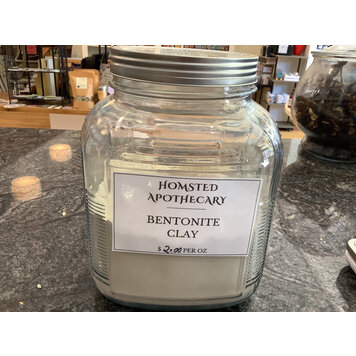 HOMSTED
APOTHECARY
BENTONITE
CLAY
$ 2.00 PER OZ